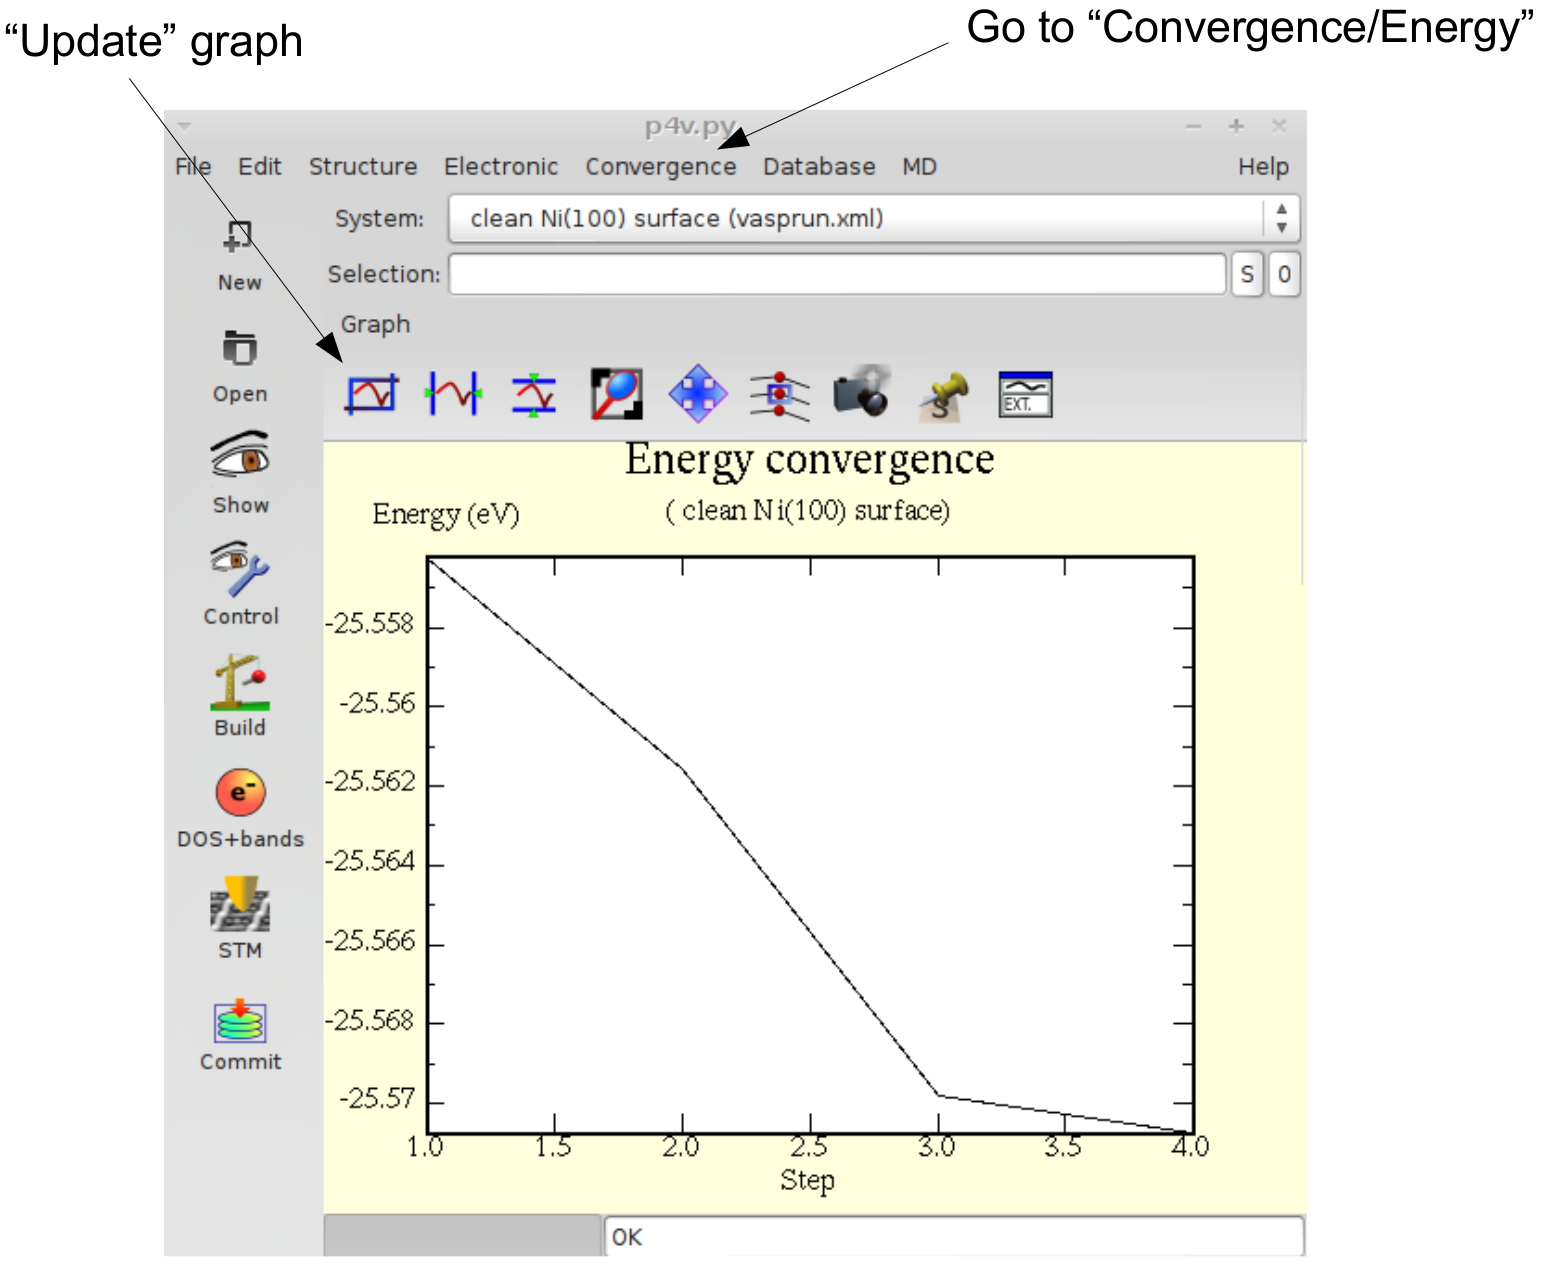 “Update” graph
Go to “Convergence/Energy”
p4v.py
File Edit Structure Electronic Convergence Database MD Help
System: clean Ni(100) surface (vasprun.xml)
Selection: S 0
Graph
EXT.
S
New
Open
Show
Control
Build
e-
DOS+bands
STM
Commit
Energy convergence
( clean Ni(100) surface)
Energy (eV)
-25.558
-25.56
-25.562
-25.564
-25.566
-25.568
-25.57
1.0 1.5 2.0 2.5 3.0 3.5 4.0
Step
OK